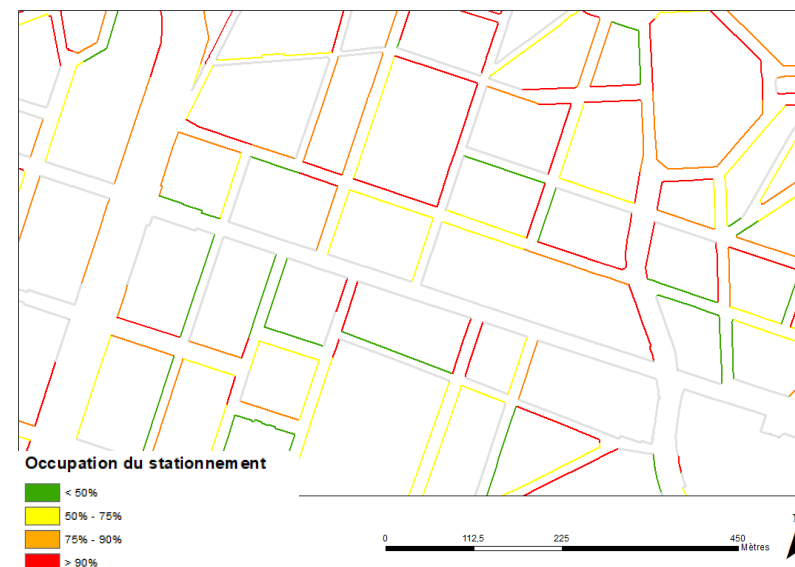 Occupation du stationnement
< 50%
50% - 75%
75% - 90%
> 90%
0 112,5 225 450
Mètres